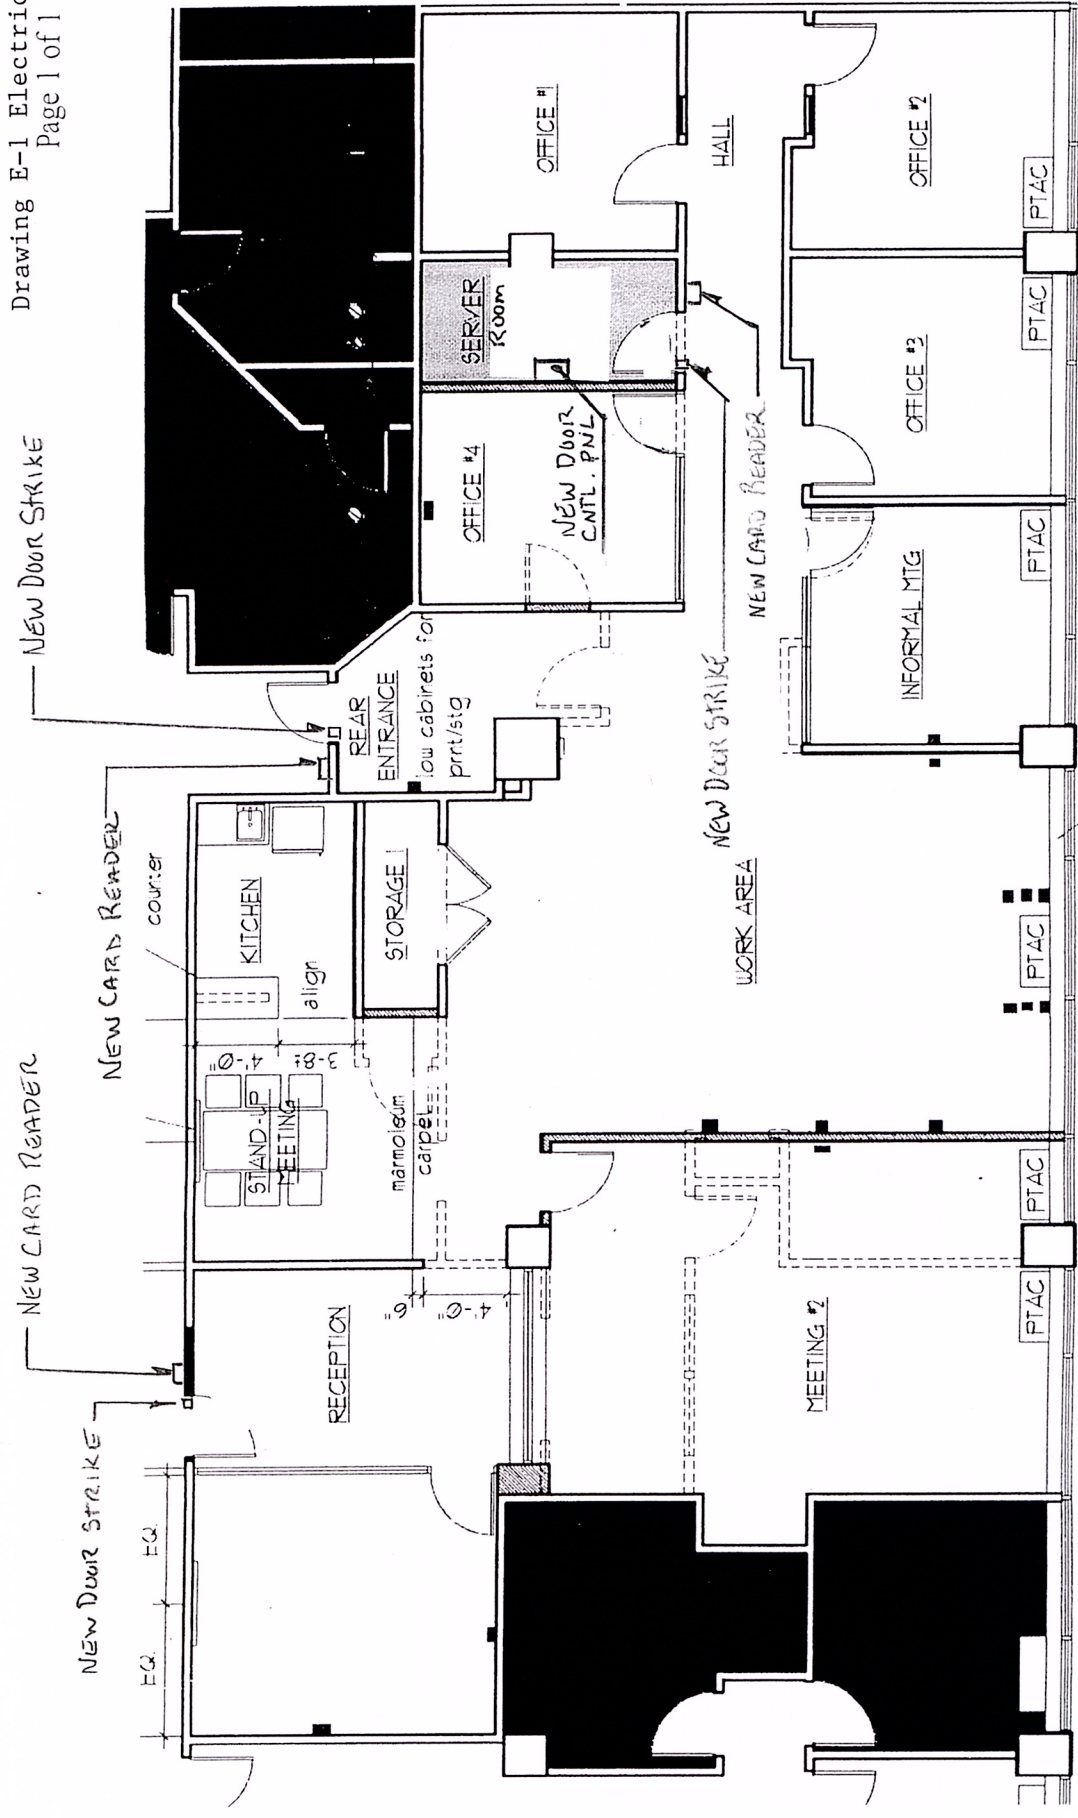 Drawing E-1 Electric
Page 1 of 1
NEW DOOR STRIKE
NEW CARD READER
NEW CARD READER
NEW DOOR STRIKE
EQ.
EQ.
counter
KITCHEN
align
4'-0"
3-8±
STAND-UP
MEETING
marmoleum
carpet
STORAGE
REAR
ENTRANCE
low cabinets for
prnt/stg
RECEPTION
6"
4'-0"
OFFICE #1
SERVER
Room
OFFICE #4
NEW DOOR
CNTL. PNL
HALL
NEW CARD READER
NEW DOOR STRIKE
WORK AREA
OFFICE #2
OFFICE #3
INFORMAL MTG
MEETING #2
PTAC
PTAC
PTAC
PTAC
PTAC
PTAC